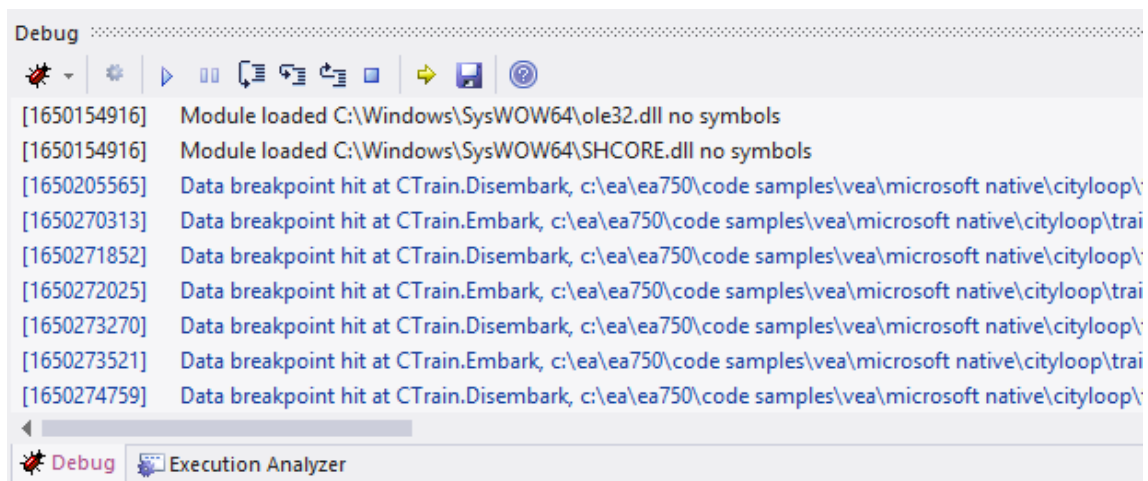 Debug
[1650154916] Module loaded C:\Windows\SysWOW64\ole32.dll no symbols
[1650154916] Module loaded C:\Windows\SysWOW64\SHCORE.dll no symbols
[1650205565] Data breakpoint hit at CTrain.Disembark, c:\ea\ea750\code samples\vea\microsoft native\cityloop\
[1650270313] Data breakpoint hit at CTrain.Embark, c:\ea\ea750\code samples\vea\microsoft native\cityloop\trai
[1650271852] Data breakpoint hit at CTrain.Disembark, c:\ea\ea750\code samples\vea\microsoft native\cityloop\
[1650272025] Data breakpoint hit at CTrain.Embark, c:\ea\ea750\code samples\vea\microsoft native\cityloop\trai
[1650273270] Data breakpoint hit at CTrain.Disembark, c:\ea\ea750\code samples\vea\microsoft native\cityloop\
[1650273521] Data breakpoint hit at CTrain.Embark, c:\ea\ea750\code samples\vea\microsoft native\cityloop\trai
[1650274759] Data breakpoint hit at CTrain.Disembark, c:\ea\ea750\code samples\vea\microsoft native\cityloop\
Debug Execution Analyzer